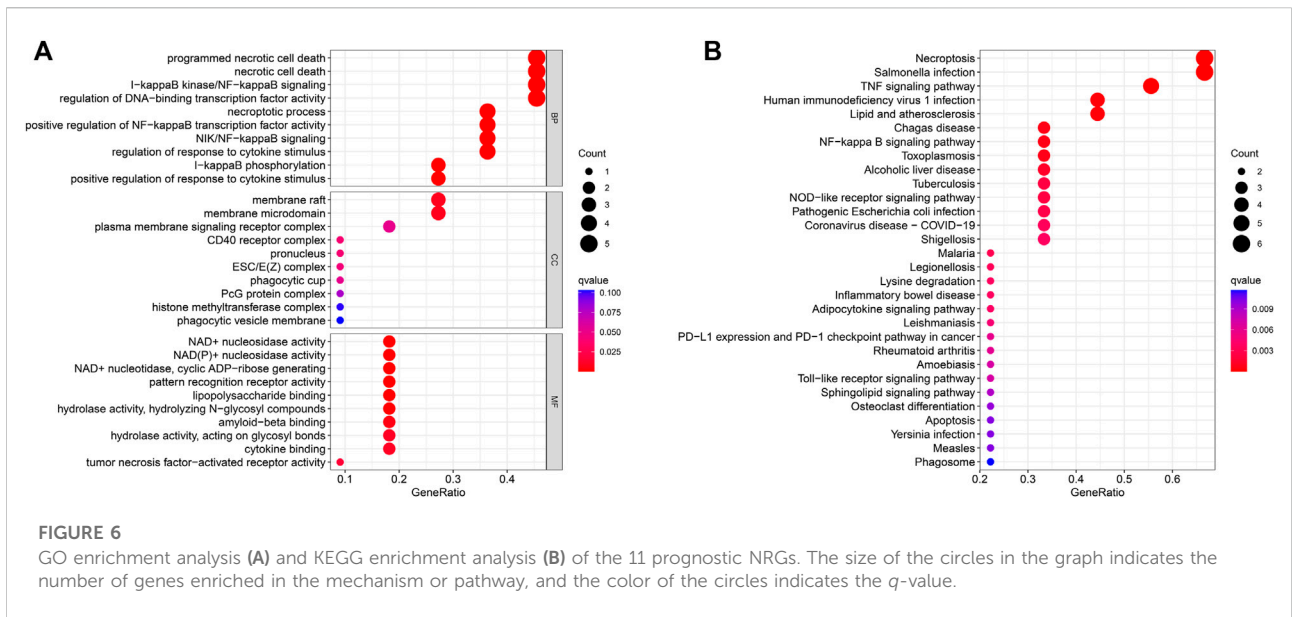 A
programmed necrotic cell death
necrotic cell death
I−kappaB kinase/NF−kappaB signaling
regulation of DNA−binding transcription factor activity
necroptotic process
positive regulation of NF−kappaB transcription factor activity
NIK/NF−kappaB signaling
regulation of response to cytokine stimulus
I−kappaB phosphorylation
positive regulation of response to cytokine stimulus
BP
membrane raft
membrane microdomain
plasma membrane signaling receptor complex
CD40 receptor complex
pronucleus
ESC/E(Z) complex
phagocytic cup
PcG protein complex
histone methyltransferase complex
phagocytic vesicle membrane
CC
NAD+ nucleosidase activity
NAD(P)+ nucleosidase activity
NAD+ nucleotidase, cyclic ADP−ribose generating
pattern recognition receptor activity
lipopolysaccharide binding
hydrolase activity, hydrolyzing N−glycosyl compounds
amyloid−beta binding
hydrolase activity, acting on glycosyl bonds
cytokine binding
tumor necrosis factor−activated receptor activity
MF
0.1 0.2 0.3 0.4
GeneRatio
Count
1
2
3
4
5
qvalue
0.100
0.075
0.050
0.025
B
Necroptosis
Salmonella infection
TNF signaling pathway
Human immunodeficiency virus 1 infection
Lipid and atherosclerosis
Chagas disease
NF−kappa B signaling pathway
Toxoplasmosis
Alcoholic liver disease
Tuberculosis
NOD−like receptor signaling pathway
Pathogenic Escherichia coli infection
Coronavirus disease − COVID−19
Shigellosis
Malaria
Legionellosis
Lysine degradation
Inflammatory bowel disease
Adipocytokine signaling pathway
Leishmaniasis
PD−L1 expression and PD−1 checkpoint pathway in cancer
Rheumatoid arthritis
Amoebiasis
Toll−like receptor signaling pathway
Sphingolipid signaling pathway
Osteoclast differentiation
Apoptosis
Yersinia infection
Measles
Phagosome
0.2 0.3 0.4 0.5 0.6
GeneRatio
Count
2
3
4
5
6
qvalue
0.009
0.006
0.003
FIGURE 6
GO enrichment analysis (A) and KEGG enrichment analysis (B) of the 11 prognostic NRGs. The size of the circles in the graph indicates the
number of genes enriched in the mechanism or pathway, and the color of the circles indicates the q-value.